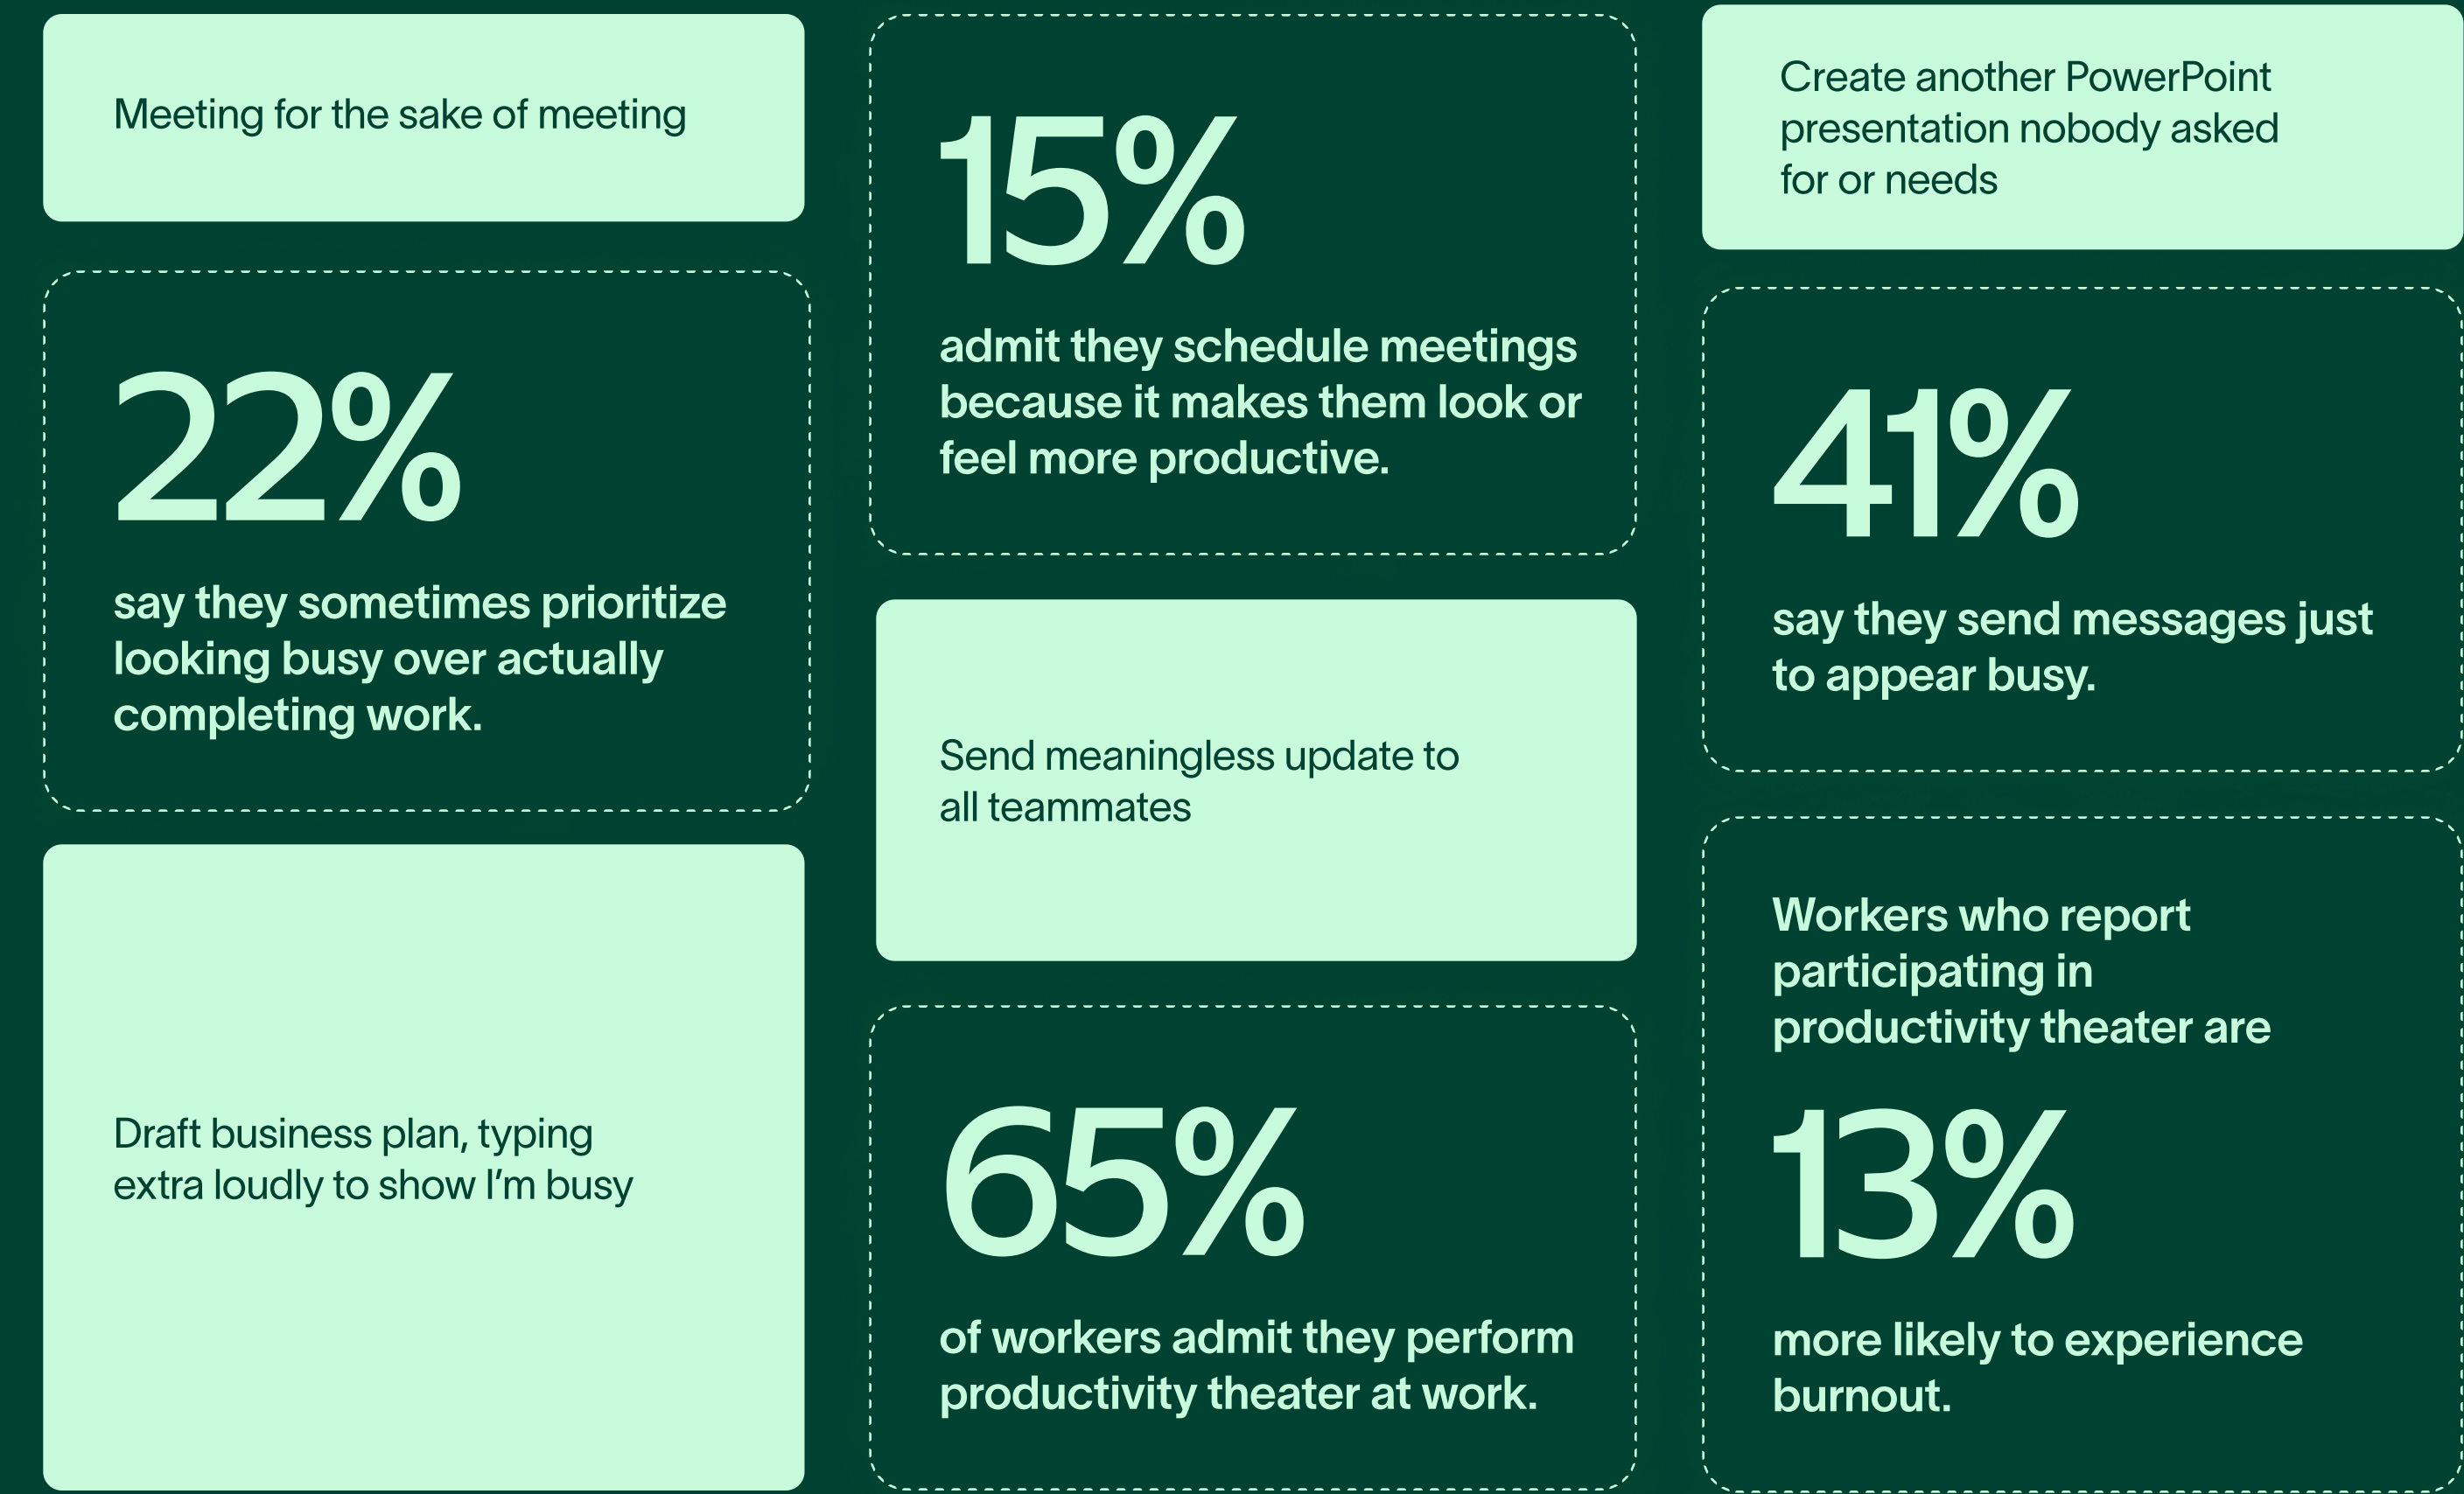 Meeting for the sake of meeting
22%
say they sometimes prioritize
looking busy over actually
completing work.
Draft business plan, typing
extra loudly to show I’m busy
15%
admit they schedule meetings
because it makes them look or
feel more productive.
Send meaningless update to
all teammates
65%
of workers admit they perform
productivity theater at work.
Create another PowerPoint
presentation nobody asked
for or needs
41%
say they send messages just
to appear busy.
Workers who report
participating in
productivity theater are
13%
more likely to experience
burnout.